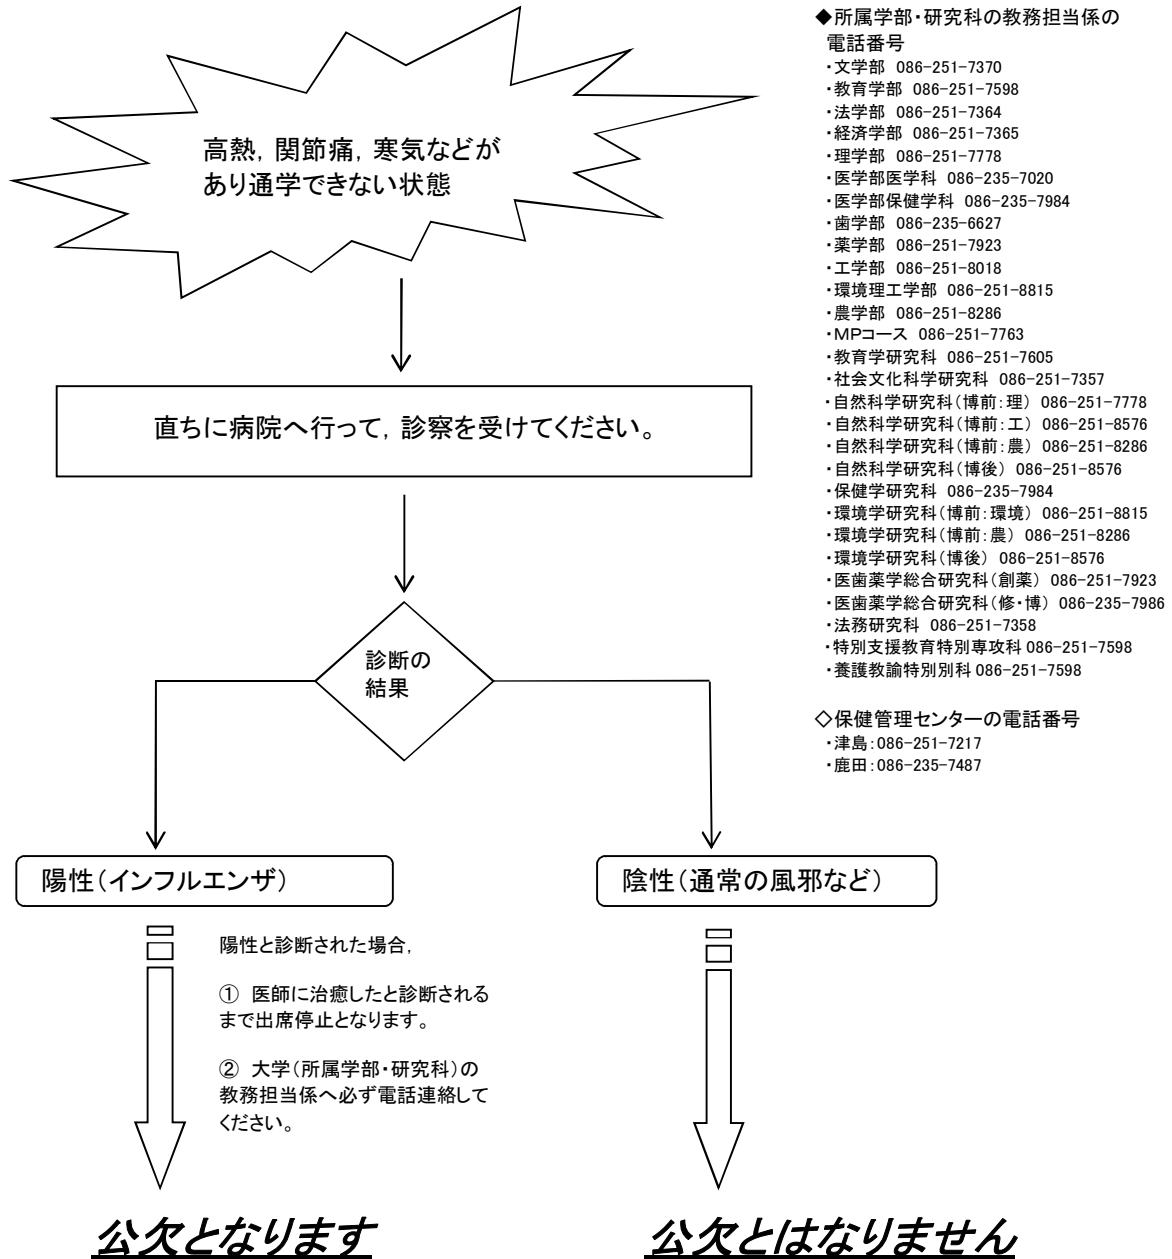 高熱，関節痛，寒気などが
あり通学できない状態
直ちに病院へ行って，診察を受けてください。
診断の
結果
陽性（インフルエンザ）
陰性（通常の風邪など）
陽性と診断された場合，
① 医師に治癒したと診断される
まで出席停止となります。
② 大学（所属学部・研究科）の
教務担当係へ必ず電話連絡して
ください。
公欠となります
公欠とはなりません
◆所属学部・研究科の教務担当係の
電話番号
・文学部 086-251-7370
・教育学部 086-251-7598
・法学部 086-251-7364
・経済学部 086-251-7365
・理学部 086-251-7778
・医学部医学科 086-235-7020
・医学部保健学科 086-235-7984
・歯学部 086-235-6627
・薬学部 086-251-7923
・工学部 086-251-8018
・環境理工学部 086-251-8815
・農学部 086-251-8286
・MPコース 086-251-7763
・教育学研究科 086-251-7605
・社会文化科学研究科 086-251-7357
・自然科学研究科（博前：理） 086-251-7778
・自然科学研究科（博前：工） 086-251-8576
・自然科学研究科（博前：農） 086-251-8286
・自然科学研究科（博後） 086-251-8576
・保健学研究科 086-235-7984
・環境学研究科（博前：環境） 086-251-8815
・環境学研究科（博前：農） 086-251-8286
・環境学研究科（博後） 086-251-8576
・医歯薬学総合研究科（創薬） 086-251-7923
・医歯薬学総合研究科（修・博） 086-235-7986
・法務研究科 086-251-7358
・特別支援教育特別専攻科 086-251-7598
・養護教諭特別別科 086-251-7598
◇保健管理センターの電話番号
・津島：086-251-7217
・鹿田：086-235-7487